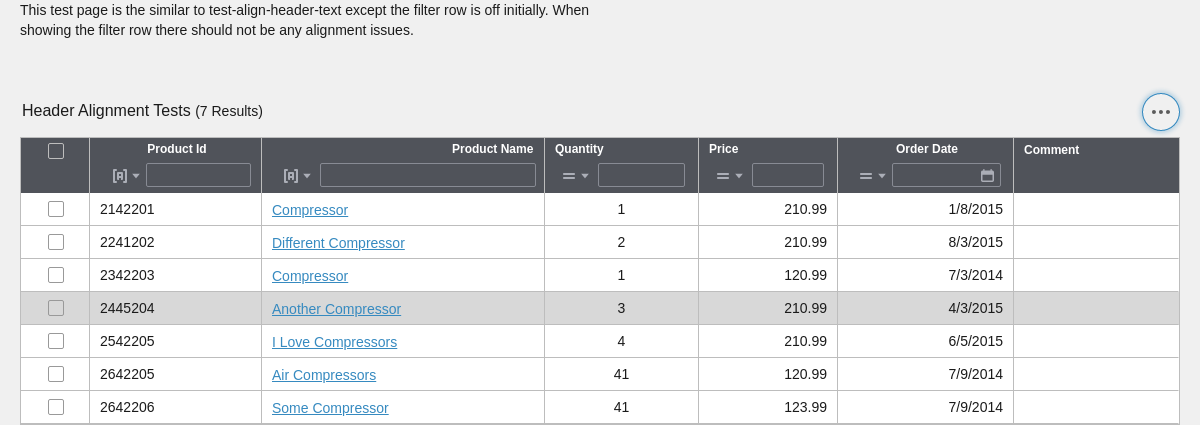 This test page is the similar to test-align-header-text except the filter row is off initially. When
showing the filter row there should not be any alignment issues.
Header Alignment Tests (7 Results)
Product Id Product Name Quantity Price Order Date Comment
2142201 Compressor 1 210.99 1/8/2015
2241202 Different Compressor 2 210.99 8/3/2015
2342203 Compressor 1 120.99 7/3/2014
2445204 Another Compressor 3 210.99 4/3/2015
2542205 I Love Compressors 4 210.99 6/5/2015
2642205 Air Compressors 41 120.99 7/9/2014
2642206 Some Compressor 41 123.99 7/9/2014